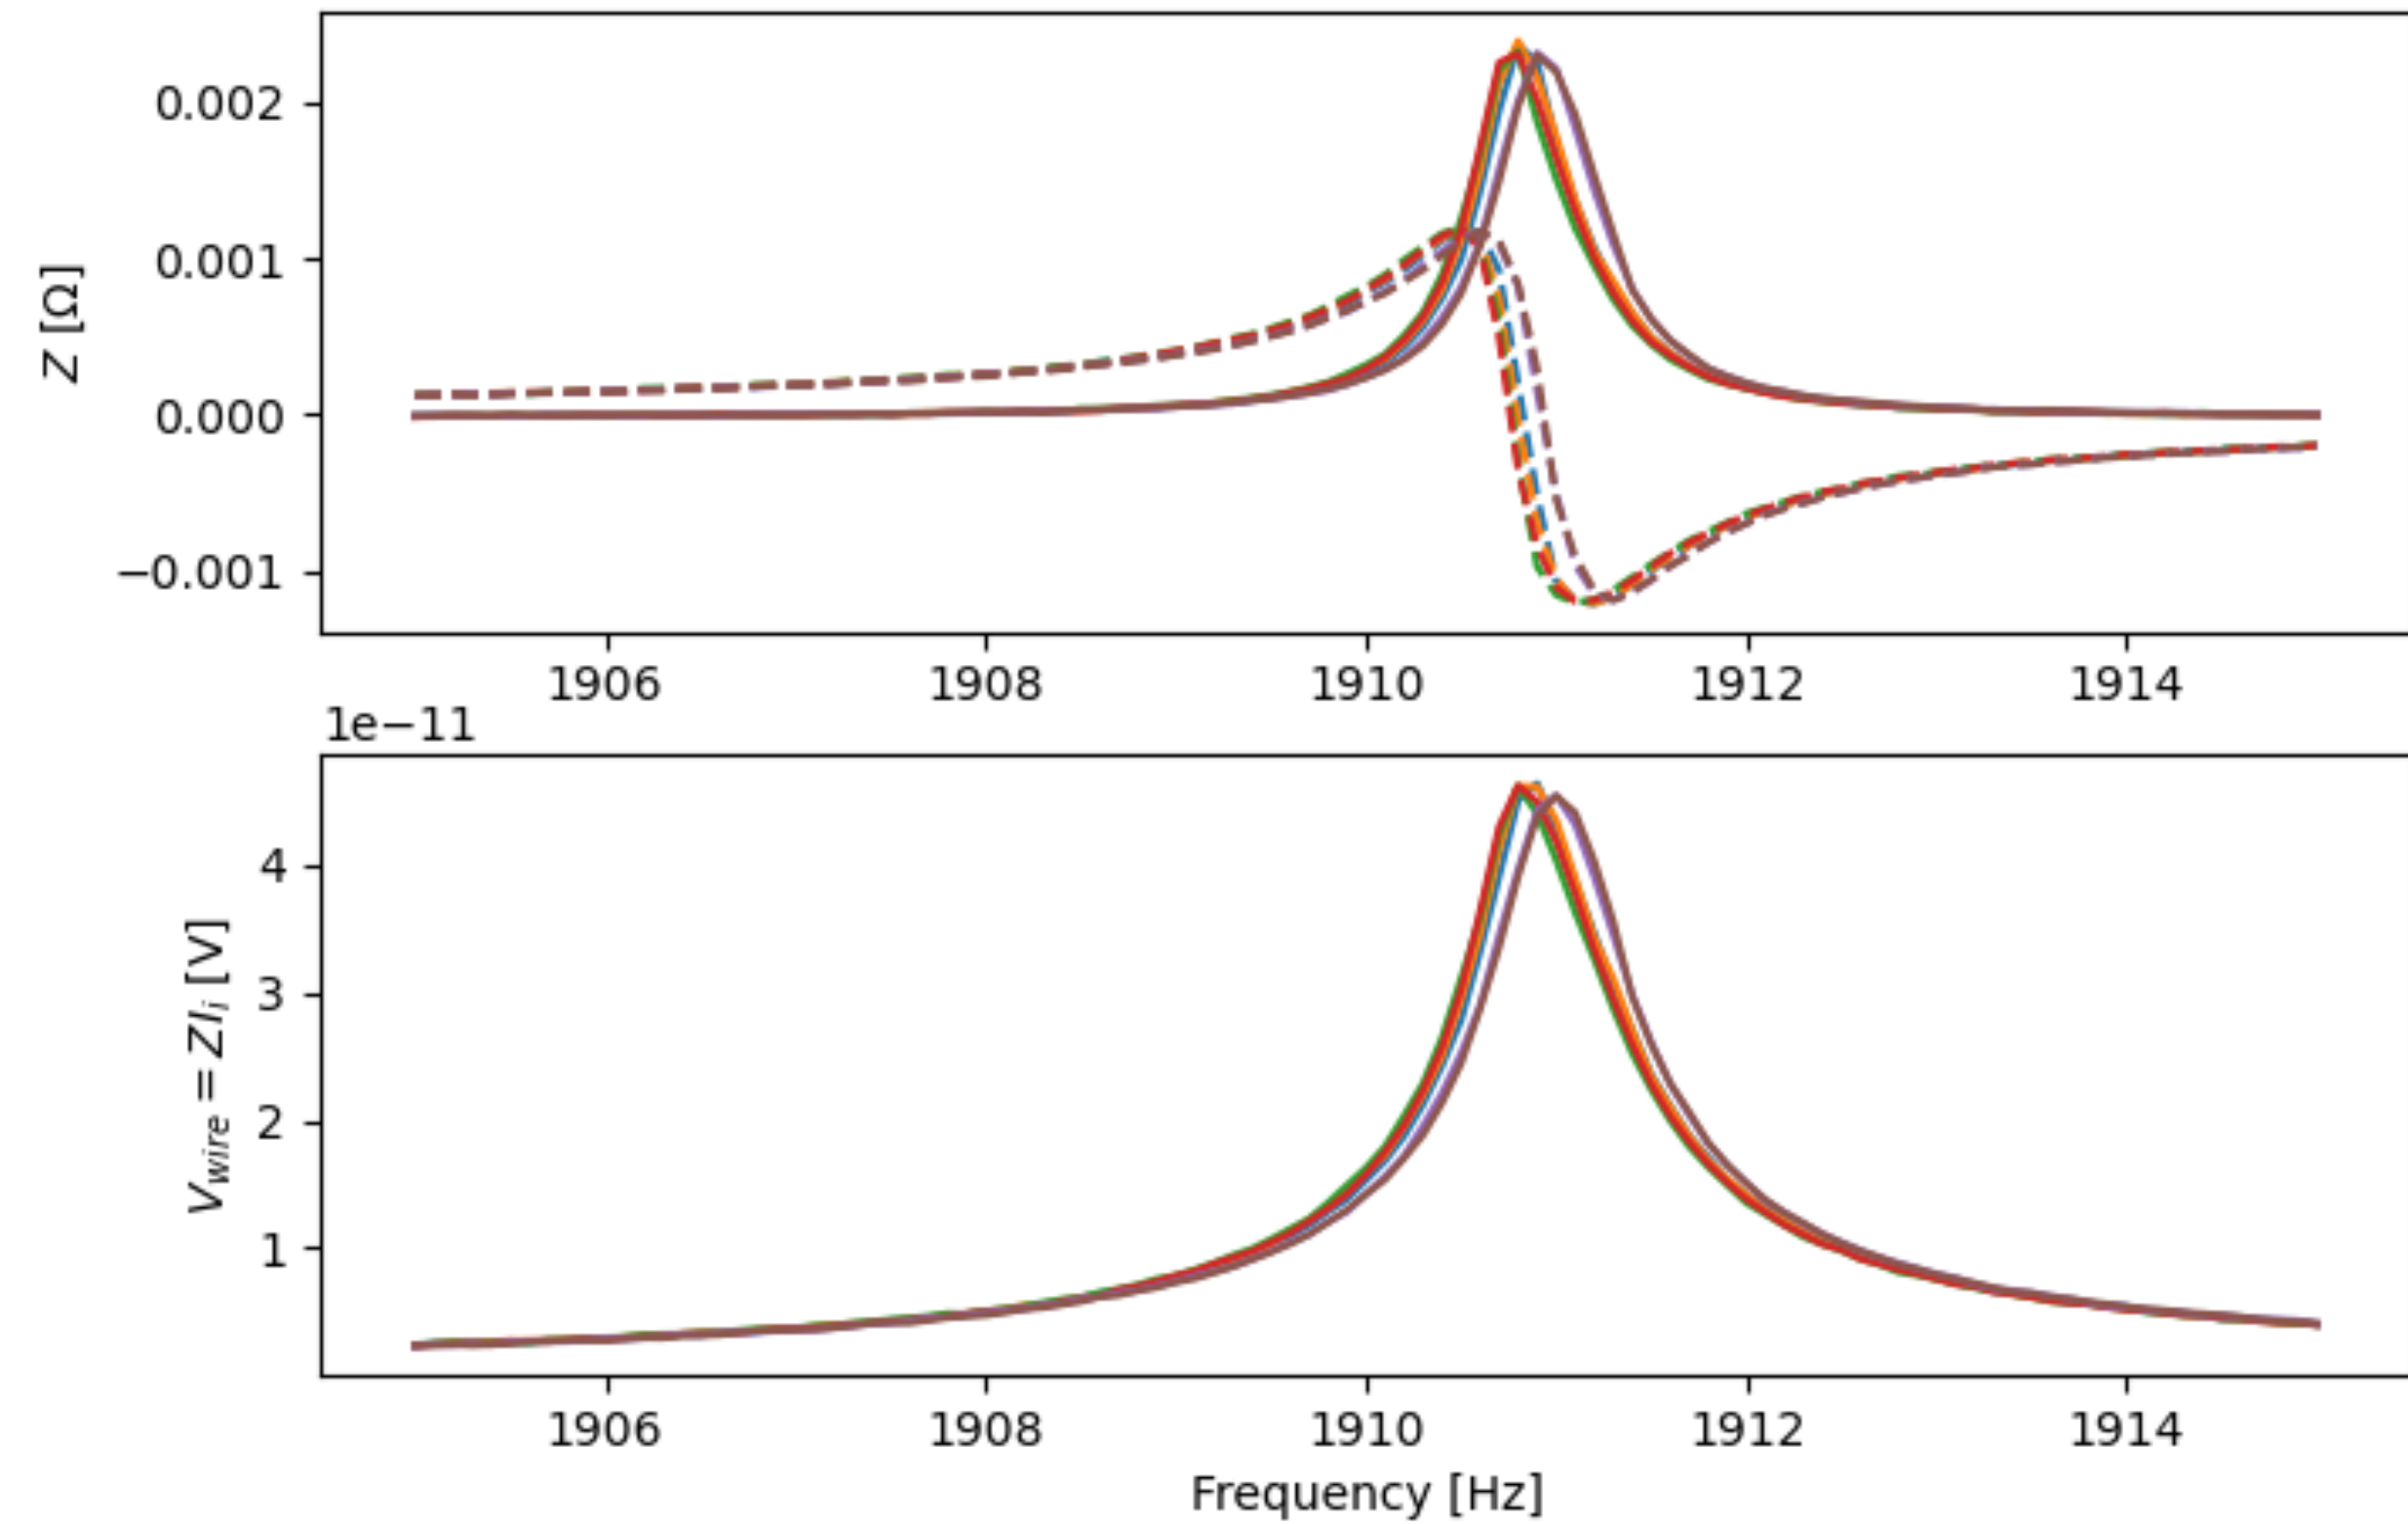 0.002
0.001
0.000
−0.001
Z [Ω]
1906 1908 1910 1912 1914
1e−11
4
3
2
1
V_wire = ZI_i [V]
1906 1908 1910 1912 1914
Frequency [Hz]